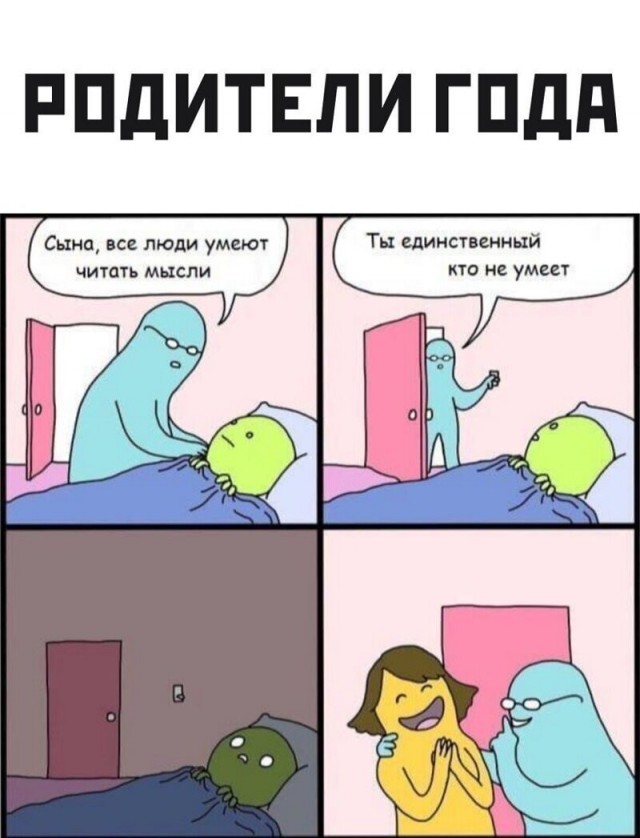 РОДИТЕЛИ ГОДА
Сына, все люди умеют
читать мысли
Ты единственный
кто не умеет